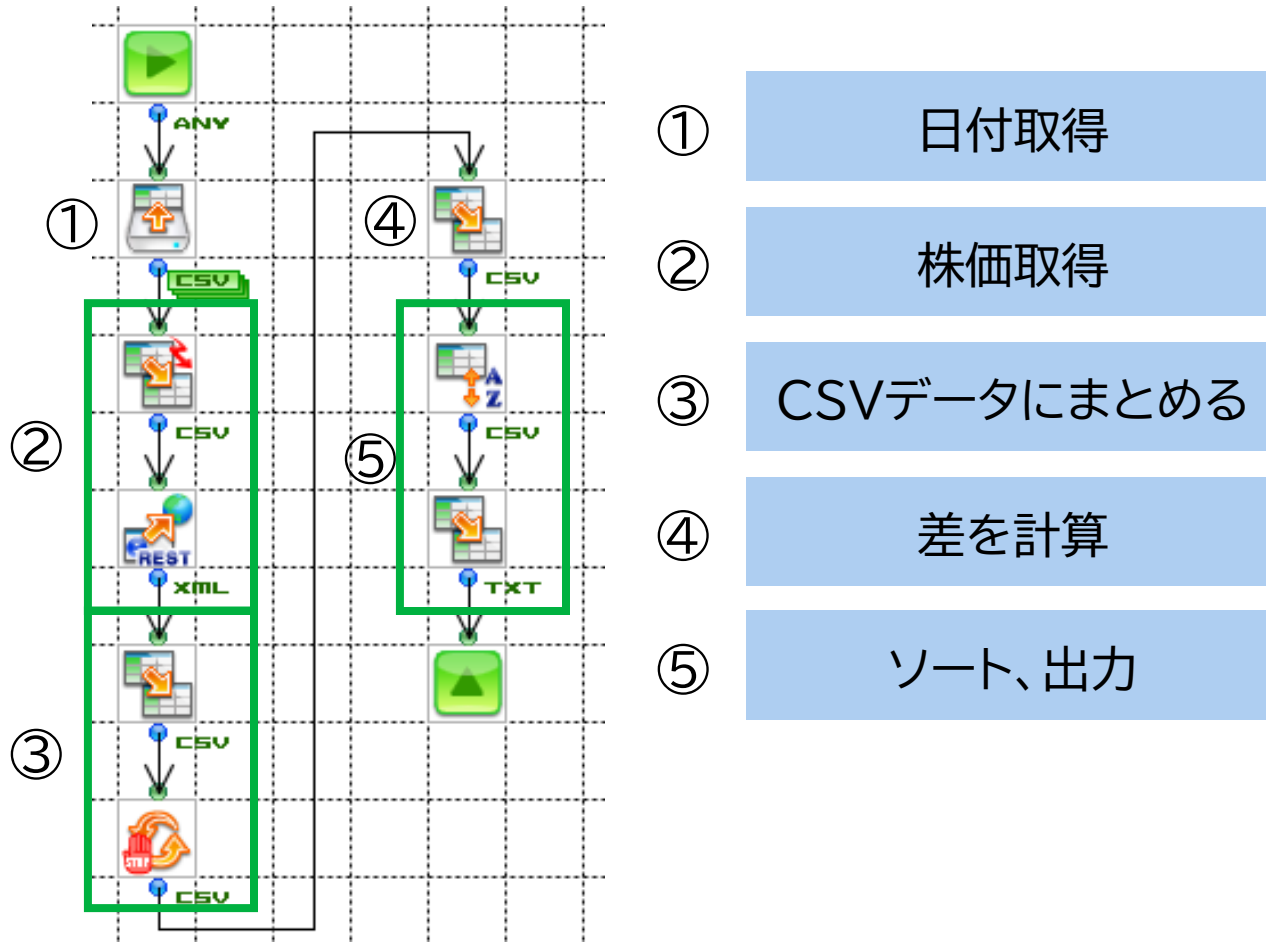 ANY
①
CSV
②
CSV
REST
XML
③
CSV
STOP
CSV
④
CSV
⑤
A
Z
CSV
TXT
① 日付取得
② 株価取得
③ CSVデータにまとめる
④ 差を計算
⑤ ソート、出力